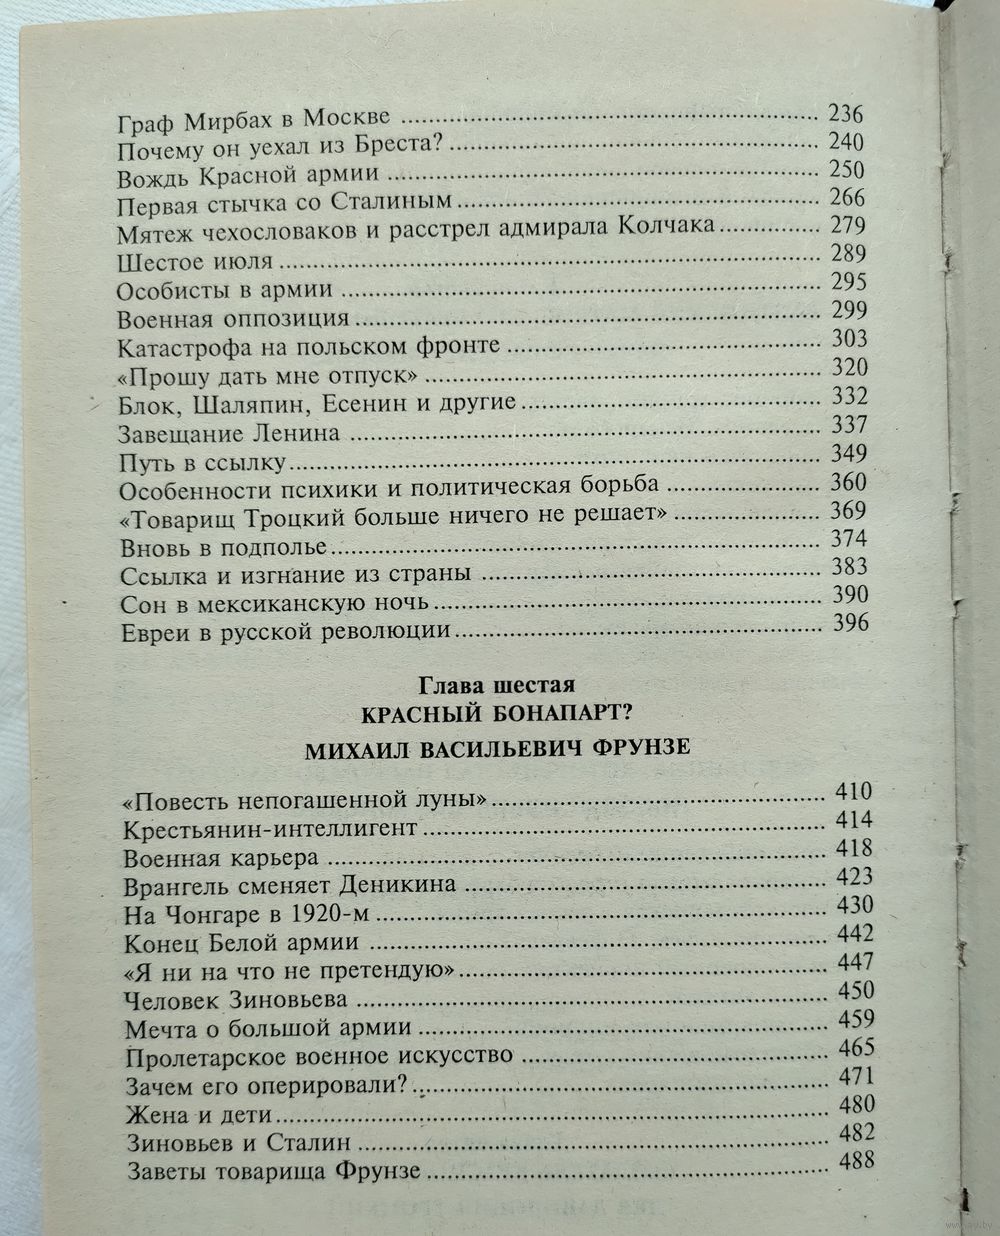 Граф Мирбах в Москве ........ 236
Почему он уехал из Бреста? ........ 240
Вождь Красной армии ........ 250
Первая стычка со Сталиным ........ 266
Мятеж чехословаков и расстрел адмирала Колчака ........ 279
Шестое июля ........ 289
Особисты в армии ........ 295
Военная оппозиция ........ 299
Катастрофа на польском фронте ........ 303
«Прошу дать мне отпуск» ........ 320
Блок, Шаляпин, Есенин и другие ........ 332
Завещание Ленина ........ 337
Путь в ссылку ........ 349
Особенности психики и политическая борьба ........ 360
«Товарищ Троцкий больше ничего не решает» ........ 369
Вновь в подполье ........ 374
Ссылка и изгнание из страны ........ 383
Сон в мексиканскую ночь ........ 390
Евреи в русской революции ........ 396
Глава шестая
КРАСНЫЙ БОНАПАРТ?
МИХАИЛ ВАСИЛЬЕВИЧ ФРУНЗЕ
«Повесть непогашенной луны» ........ 410
Крестьянин-интеллигент ........ 414
Военная карьера ........ 418
Врангель сменяет Деникина ........ 423
На Чонгаре в 1920-м ........ 430
Конец Белой армии ........ 442
«Я ни на что не претендую» ........ 447
Человек Зиновьева ........ 450
Мечта о большой армии ........ 459
Пролетарское военное искусство ........ 465
Зачем его оперировали? ........ 471
Жена и дети ........ 480
Зиновьев и Сталин ........ 482
Заветы товарища Фрунзе ........ 488